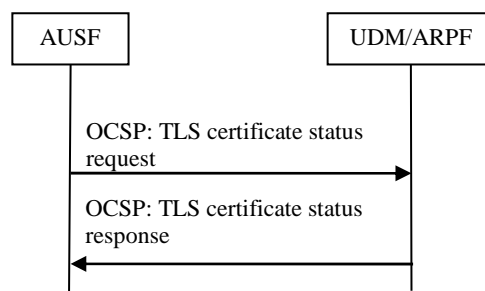 AUSF
UDM/ARPF
OCSP: TLS certificate status
request
OCSP: TLS certificate status
response